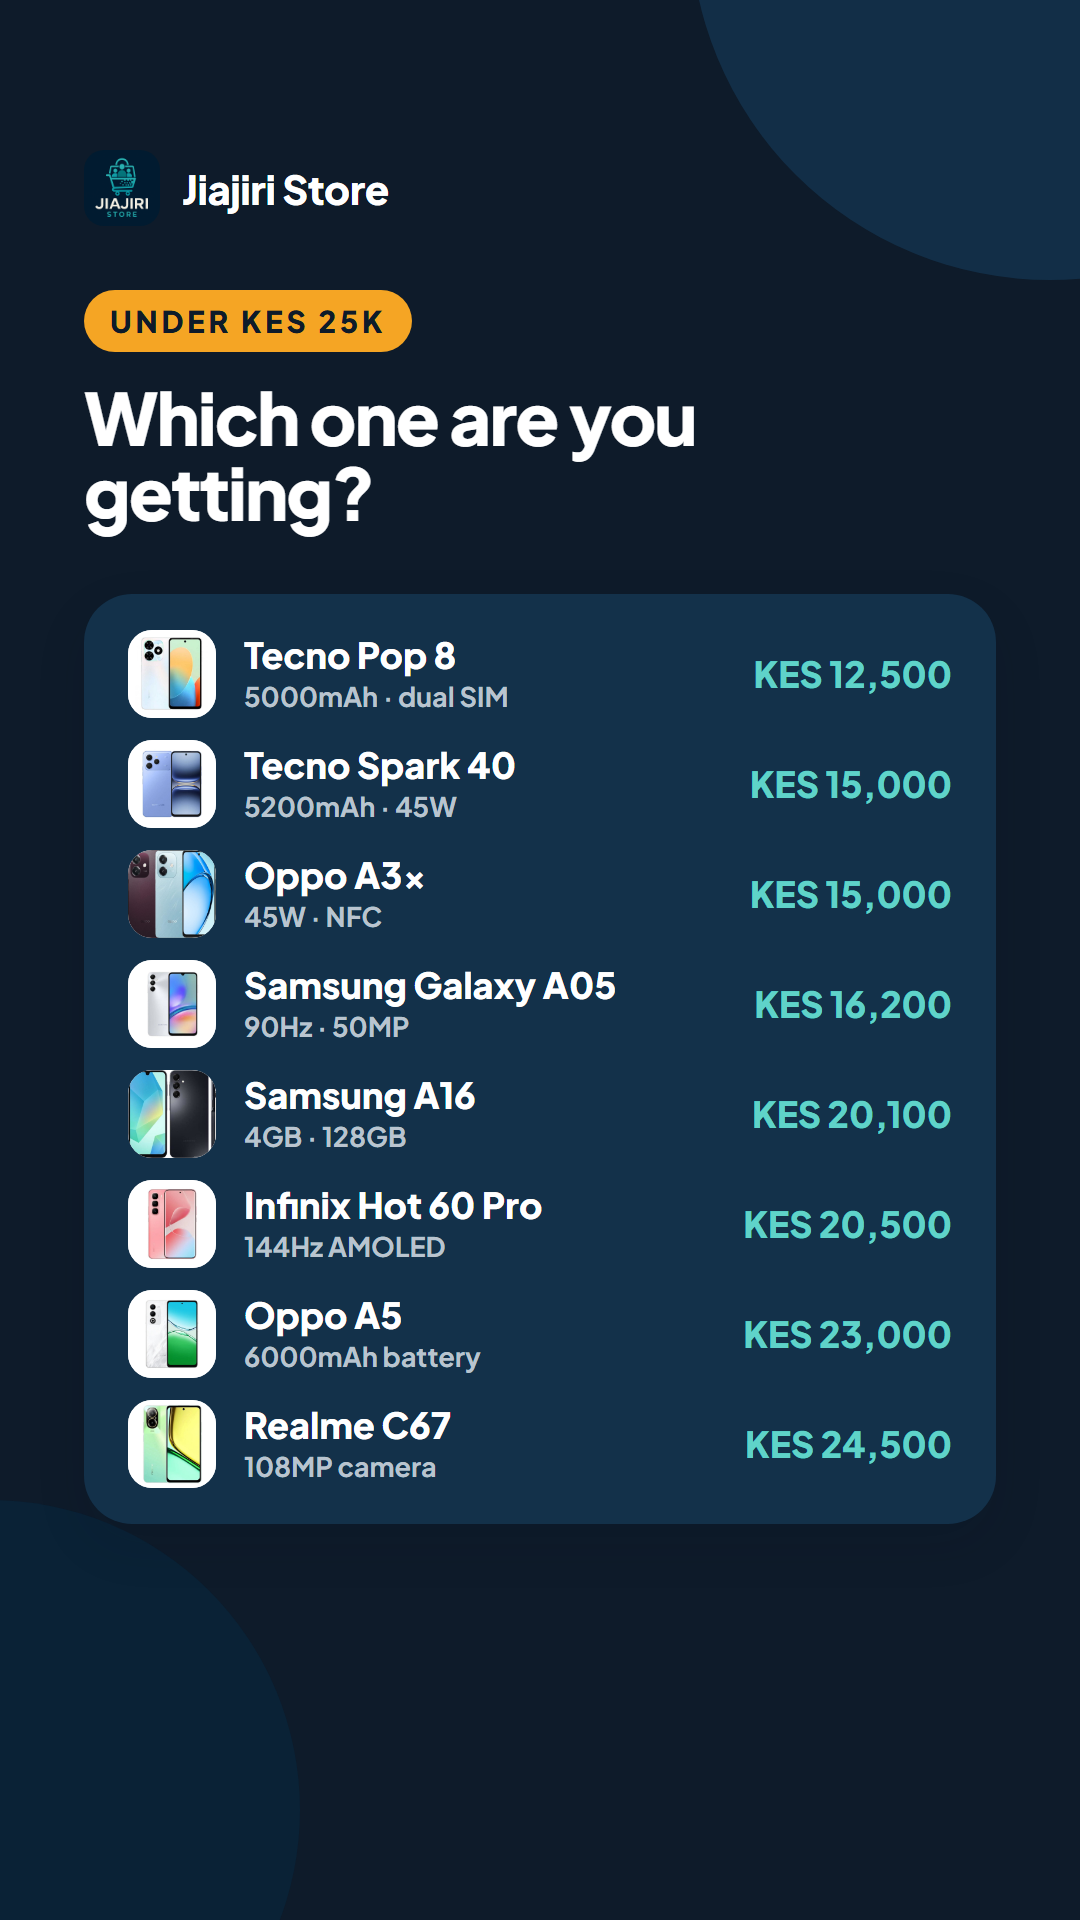 JIAJIRI
STORE
Jiajiri Store
UNDER KES 25K
Which one are you
getting?
Tecno Pop 8
5000mAh · dual SIM
KES 12,500
Tecno Spark 40
5200mAh · 45W
KES 15,000
Oppo A3×
45W · NFC
KES 15,000
Samsung Galaxy A05
90Hz · 50MP
KES 16,200
Samsung A16
4GB · 128GB
KES 20,100
Infinix Hot 60 Pro
144Hz AMOLED
KES 20,500
Oppo A5
6000mAh battery
KES 23,000
Realme C67
108MP camera
KES 24,500